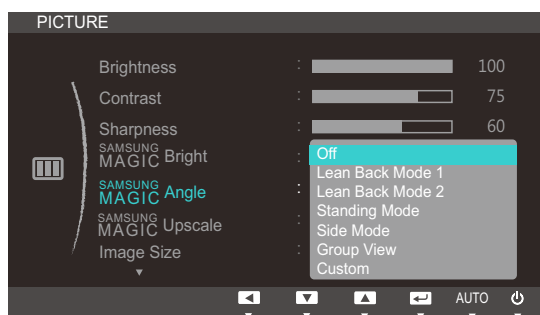 PICTURE
Brightness : 100
Contrast : 75
Sharpness : 60
SAMSUNG MAGIC Bright :
SAMSUNG MAGIC Angle :
SAMSUNG MAGIC Upscale :
Image Size :
Off
Lean Back Mode 1
Lean Back Mode 2
Standing Mode
Side Mode
Group View
Custom
AUTO